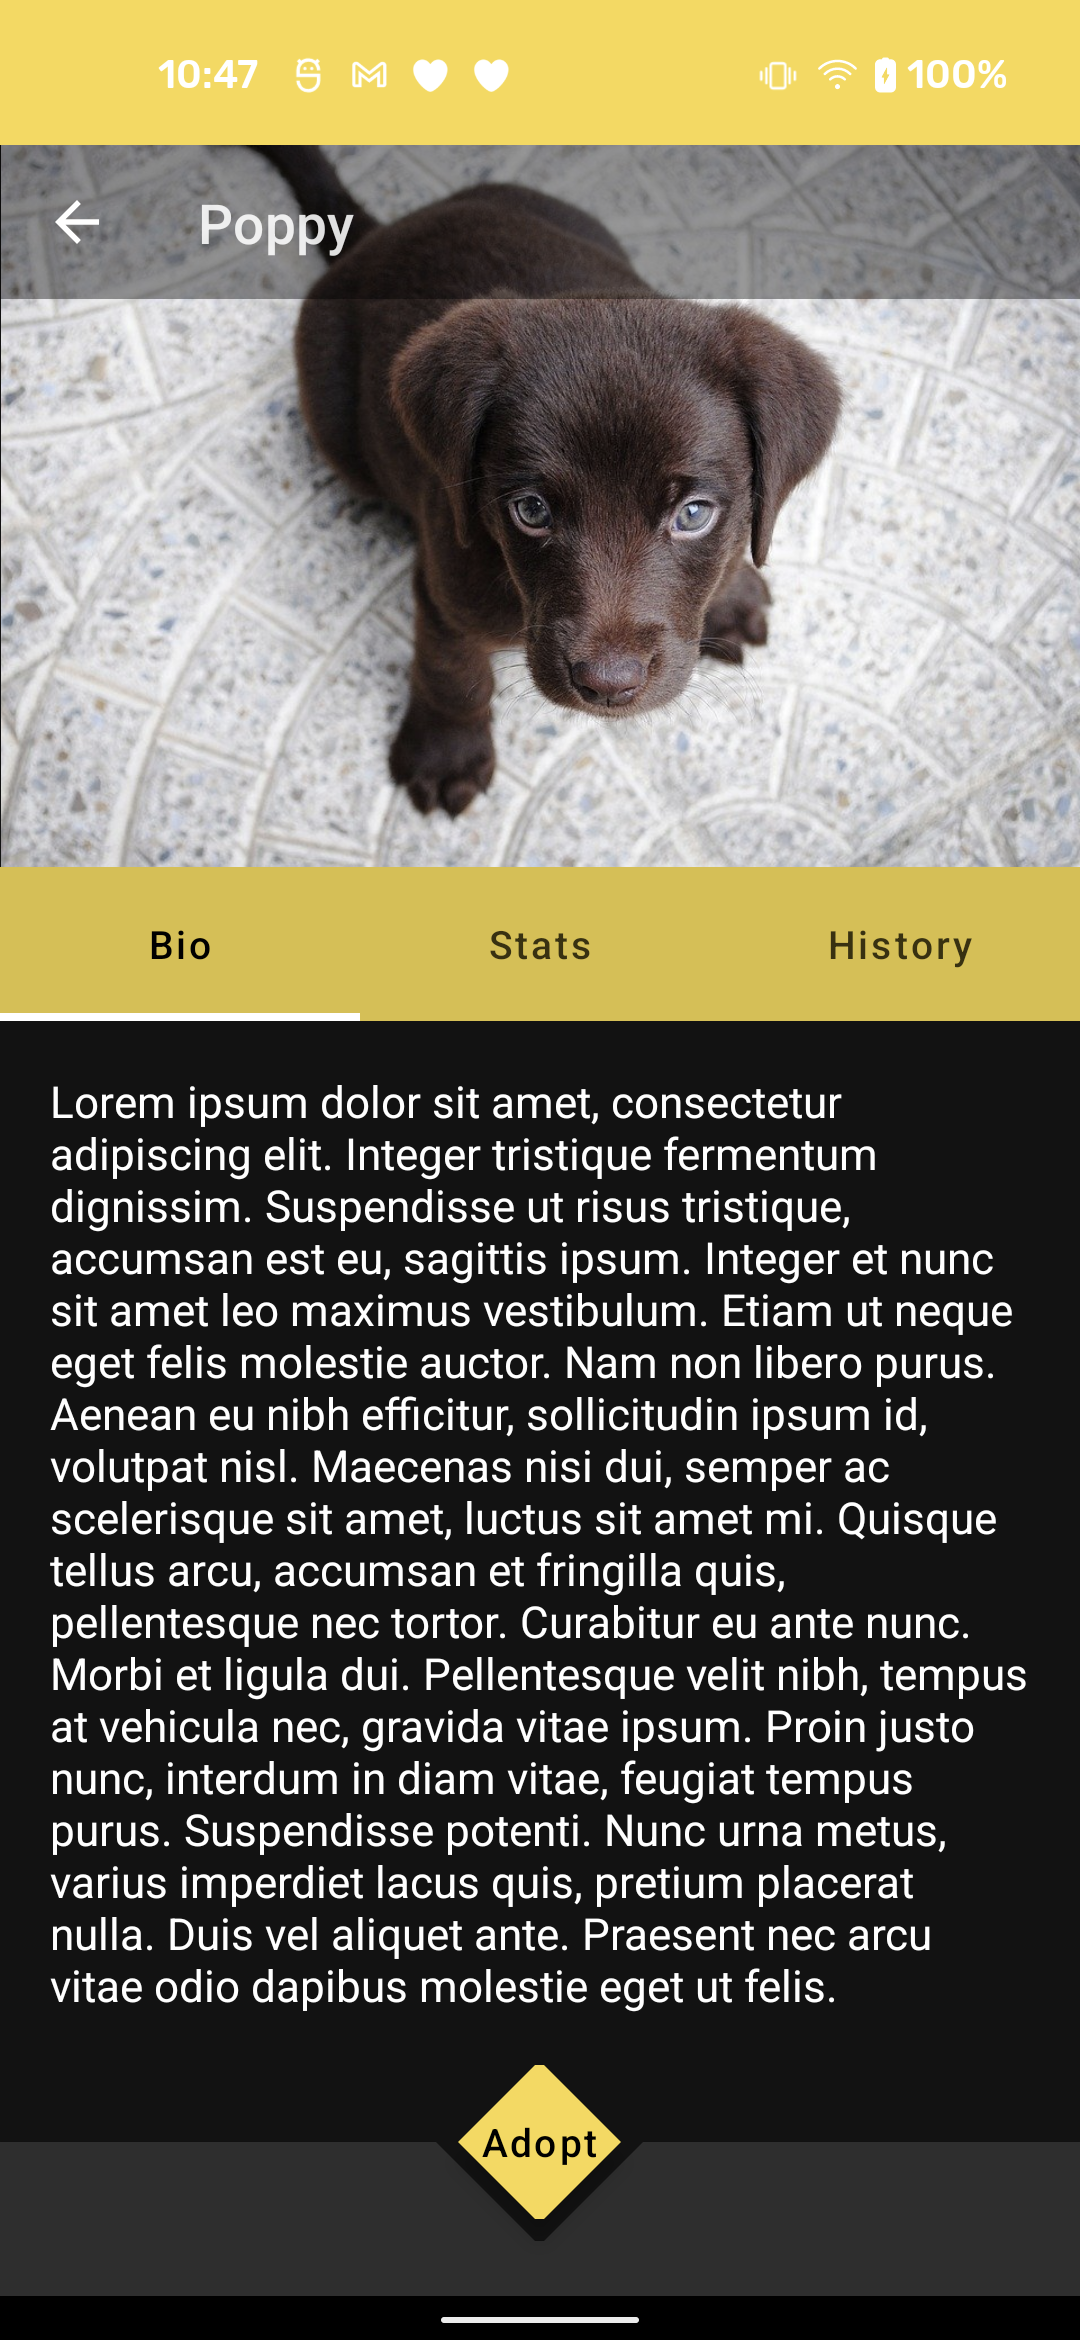 10:47 100%
Poppy
Bio Stats History
Lorem ipsum dolor sit amet, consectetur
adipiscing elit. Integer tristique fermentum
dignissim. Suspendisse ut risus tristique,
accumsan est eu, sagittis ipsum. Integer et nunc
sit amet leo maximus vestibulum. Etiam ut neque
eget felis molestie auctor. Nam non libero purus.
Aenean eu nibh efficitur, sollicitudin ipsum id,
volutpat nisl. Maecenas nisi dui, semper ac
scelerisque sit amet, luctus sit amet mi. Quisque
tellus arcu, accumsan et fringilla quis,
pellentesque nec tortor. Curabitur eu ante nunc.
Morbi et ligula dui. Pellentesque velit nibh, tempus
at vehicula nec, gravida vitae ipsum. Proin justo
nunc, interdum in diam vitae, feugiat tempus
purus. Suspendisse potenti. Nunc urna metus,
varius imperdiet lacus quis, pretium placerat
nulla. Duis vel aliquet ante. Praesent nec arcu
vitae odio dapibus molestie eget ut felis.
Adopt